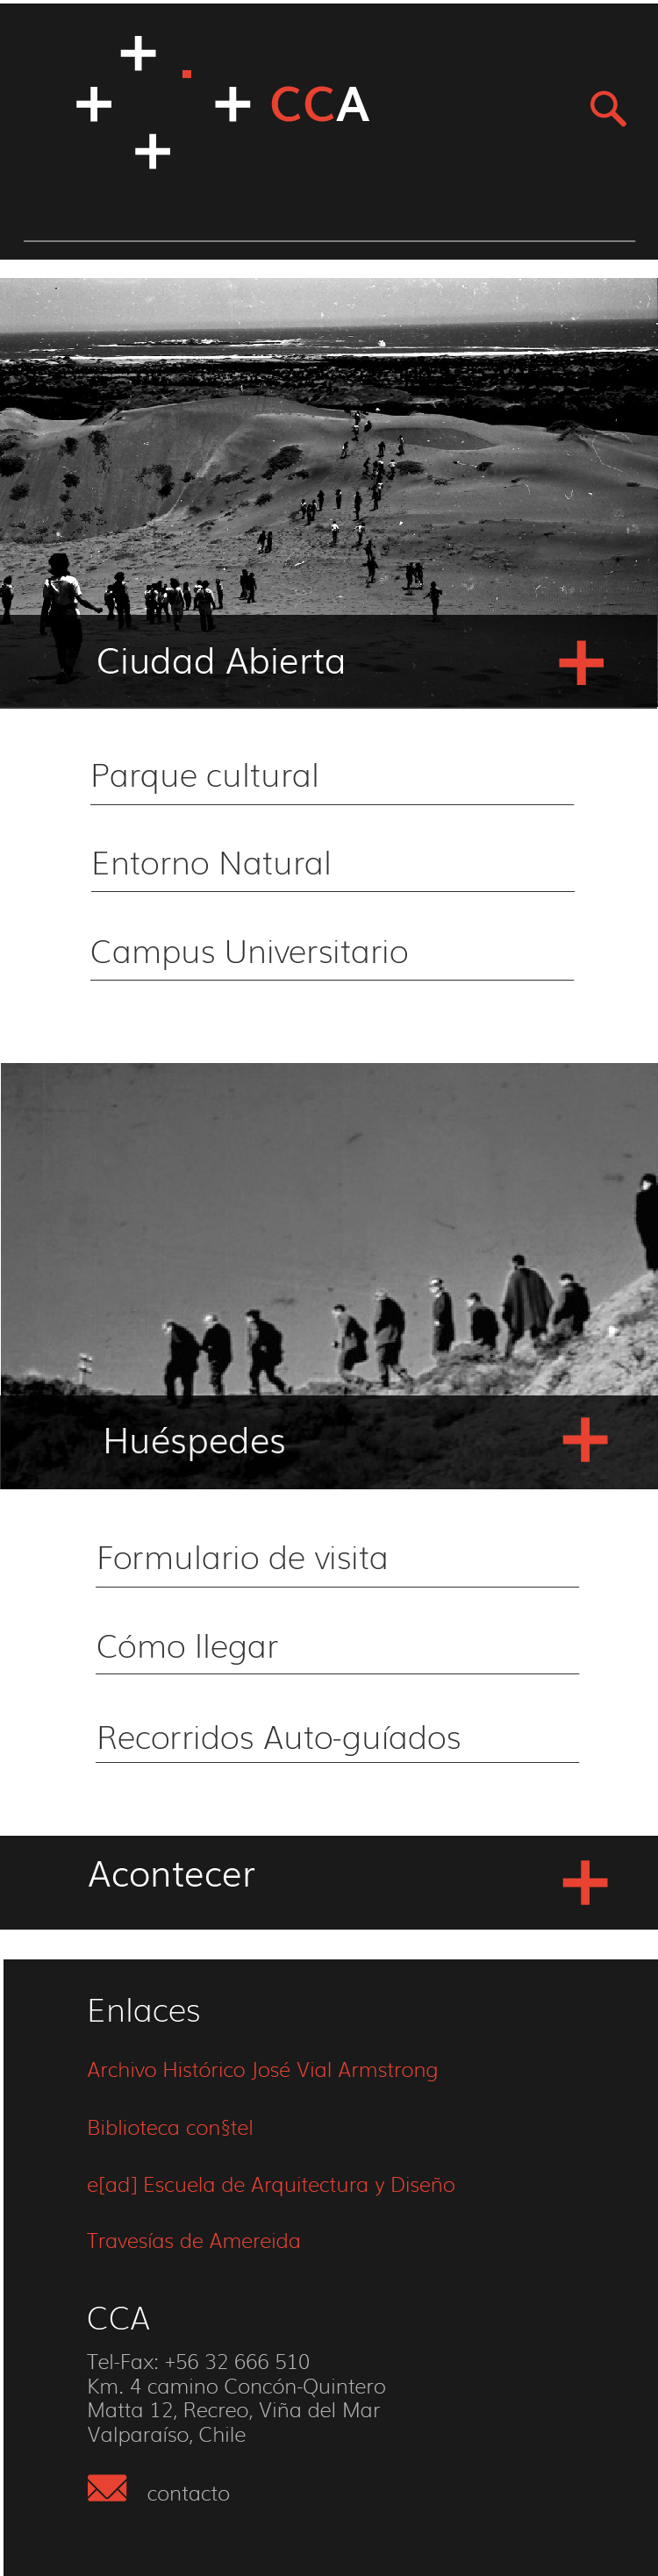 CCA
Ciudad Abierta
Parque cultural
Entorno Natural
Campus Universitario
Huéspedes
Formulario de visita
Cómo llegar
Recorridos Auto-guíados
Acontecer
Enlaces
Archivo Histórico José Vial Armstrong
Biblioteca con§tel
e[ad] Escuela de Arquitectura y Diseño
Travesías de Amereida
CCA
Tel-Fax: +56 32 666 510
Km. 4 camino Concón-Quintero
Matta 12, Recreo, Viña del Mar
Valparaíso, Chile
contacto